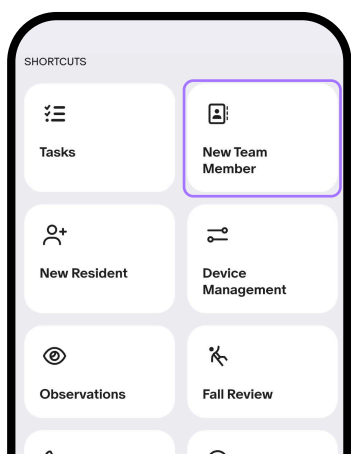 SHORTCUTS
Tasks
New Team
Member
New Resident
Device
Management
Observations
Fall Review